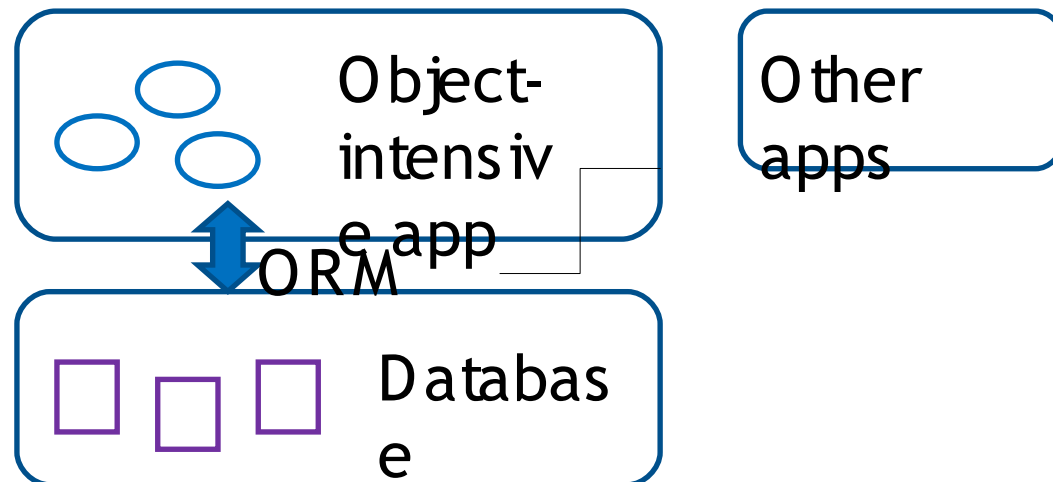 Object-
intensiv
e app
Other
apps
ORM
Databas
e